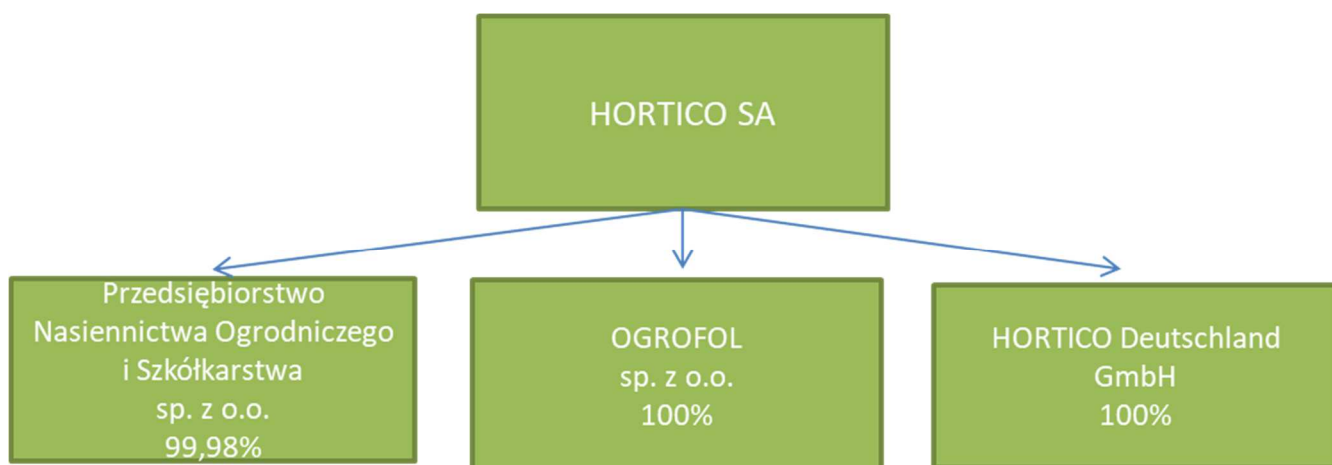 HORTICO SA
Przedsiębiorstwo
Nasiennictwa Ogrodniczego
i Szkółkarstwa
sp. z o.o.
99,98%
OGROFOL
sp. z o.o.
100%
HORTICO Deutschland
GmbH
100%